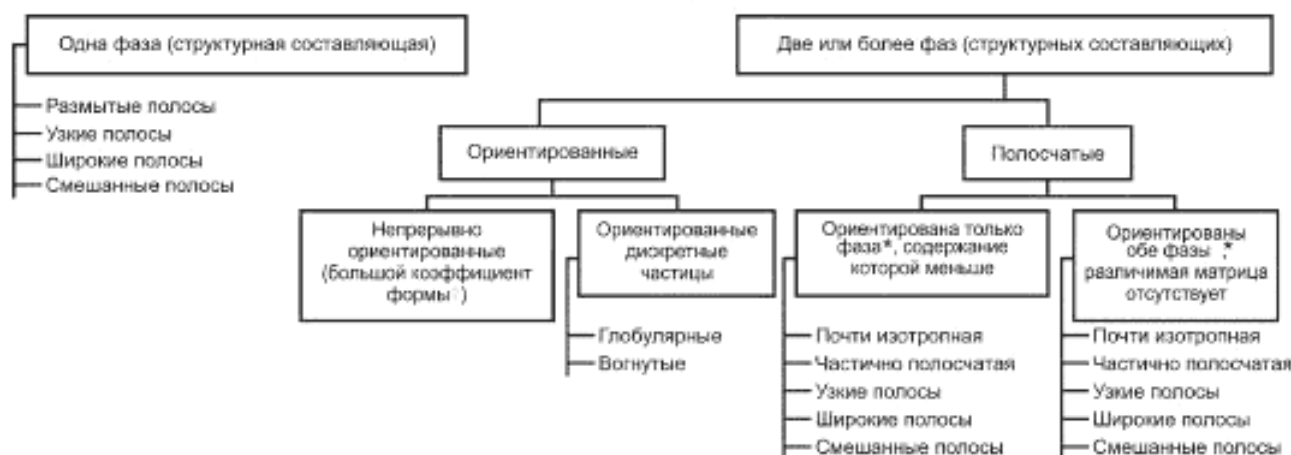 Одна фаза (структурная составляющая)
Размытые полосы
Узкие полосы
Широкие полосы
Смешанные полосы
Две или более фаз (структурных составляющих)
Ориентированные
Непрерывно
ориентированные
(большой коэффициент
формы )
Ориентированные
дискретные
частицы
Глобулярные
Вогнутые
Полосчатые
Ориентирована только
фаза*, содержание
которой меньше
Почти изотропная
Частично полосчатая
Узкие полосы
Широкие полосы
Смешанные полосы
Ориентированы
обе фазы ,*
различимая матрица
отсутствует
Почти изотропная
Частично полосчатая
Узкие полосы
Широкие полосы
Смешанные полосы